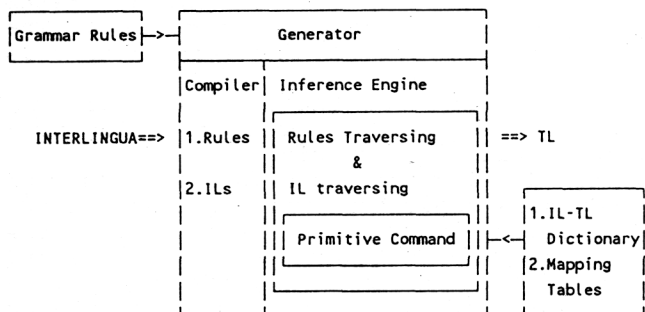 Grammar Rules
Generator
Compiler
Inference Engine
INTERLINGUA==>
1.Rules
Rules Traversing
==> TL
&
2.ILs
IL traversing
Primitive Command
1.IL-TL
Dictionary
2.Mapping
Tables